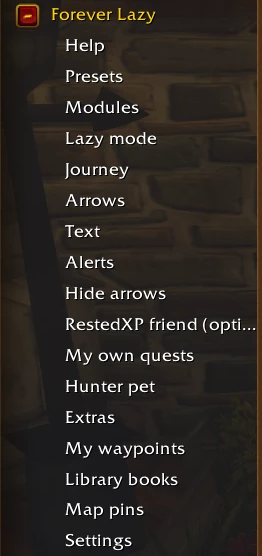 Forever Lazy
Help
Presets
Modules
Lazy mode
Journey
Arrows
Text
Alerts
Hide arrows
RestedXP friend (opti...
My own quests
Hunter pet
Extras
My waypoints
Library books
Map pins
Settings